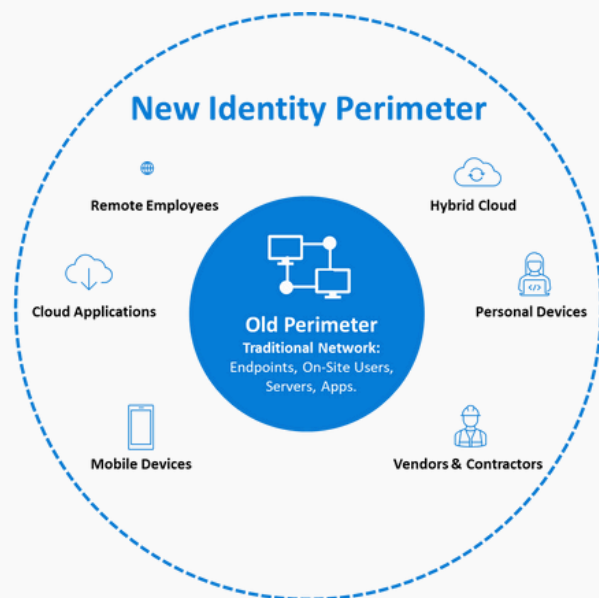 New Identity Perimeter
Remote Employees
Hybrid Cloud
Cloud Applications
Old Perimeter
Traditional Network:
Endpoints, On-Site Users,
Servers, Apps.
Personal Devices
Mobile Devices
Vendors & Contractors